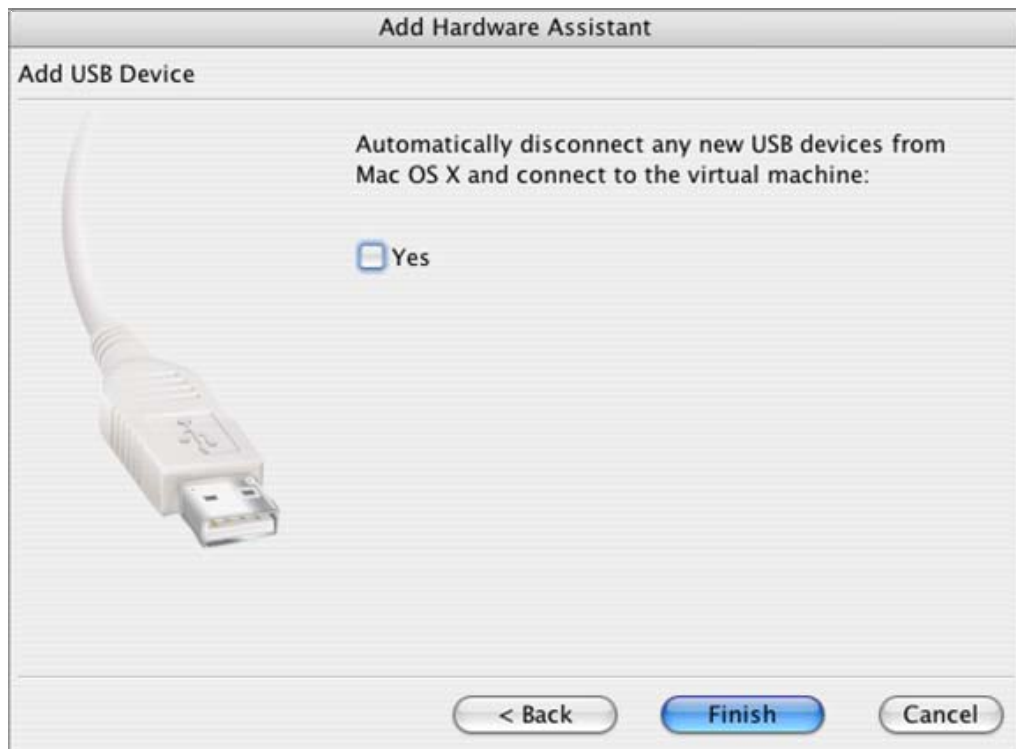 Add Hardware Assistant
Add USB Device
Automatically disconnect any new USB devices from
Mac OS X and connect to the virtual machine:
Yes
< Back
Finish
Cancel